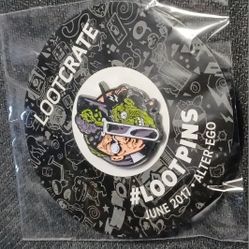 LOOTCRATE
#LOOTPINS
JUNE 2017 - ALTER-EGO